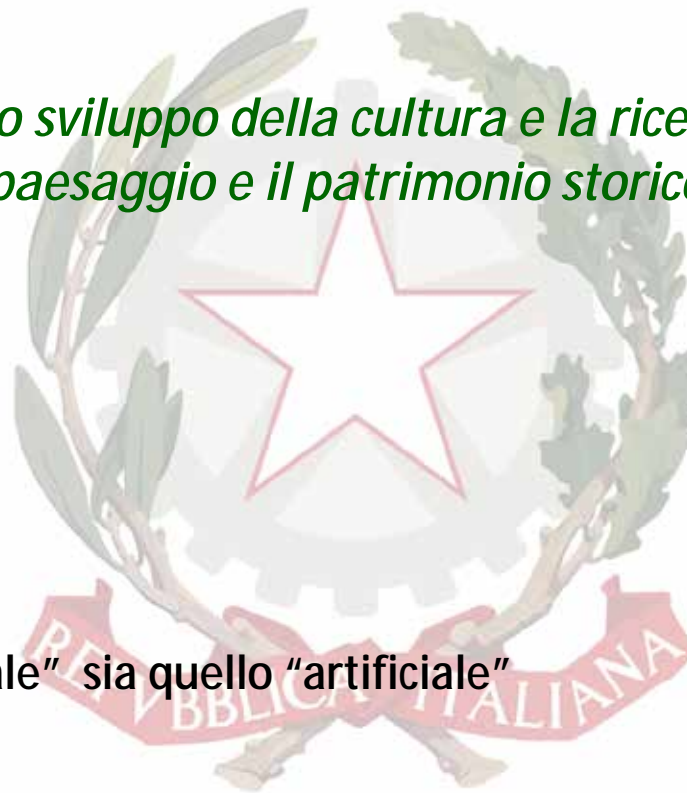 o sviluppo della cultura e la rice
paesaggio e il patrimonio storico
ale” sia quello “artificiale”
REPVBBLICA ITALIANA